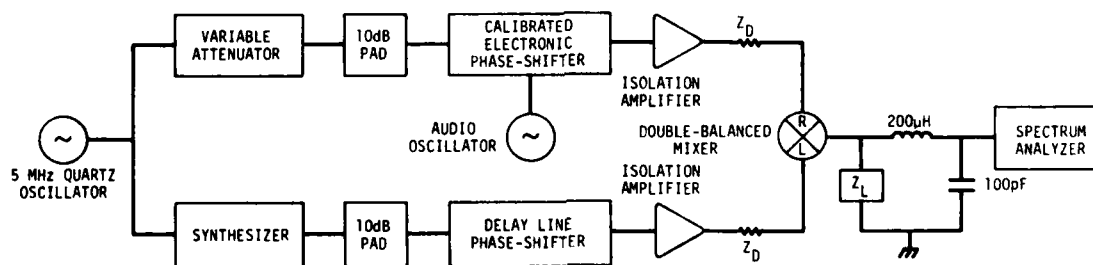 VARIABLE
ATTENUATOR
10dB
PAD
CALIBRATED
ELECTRONIC
PHASE-SHIFTER
Z_D
ISOLATION
AMPLIFIER
AUDIO
OSCILLATOR
~
~
5 MHz QUARTZ
OSCILLATOR
DOUBLE-BALANCED
MIXER
R
L
200μH
SPECTRUM
ANALYZER
Z_L
100pF
ISOLATION
AMPLIFIER
SYNTHESIZER
10dB
PAD
DELAY LINE
PHASE-SHIFTER
Z_D